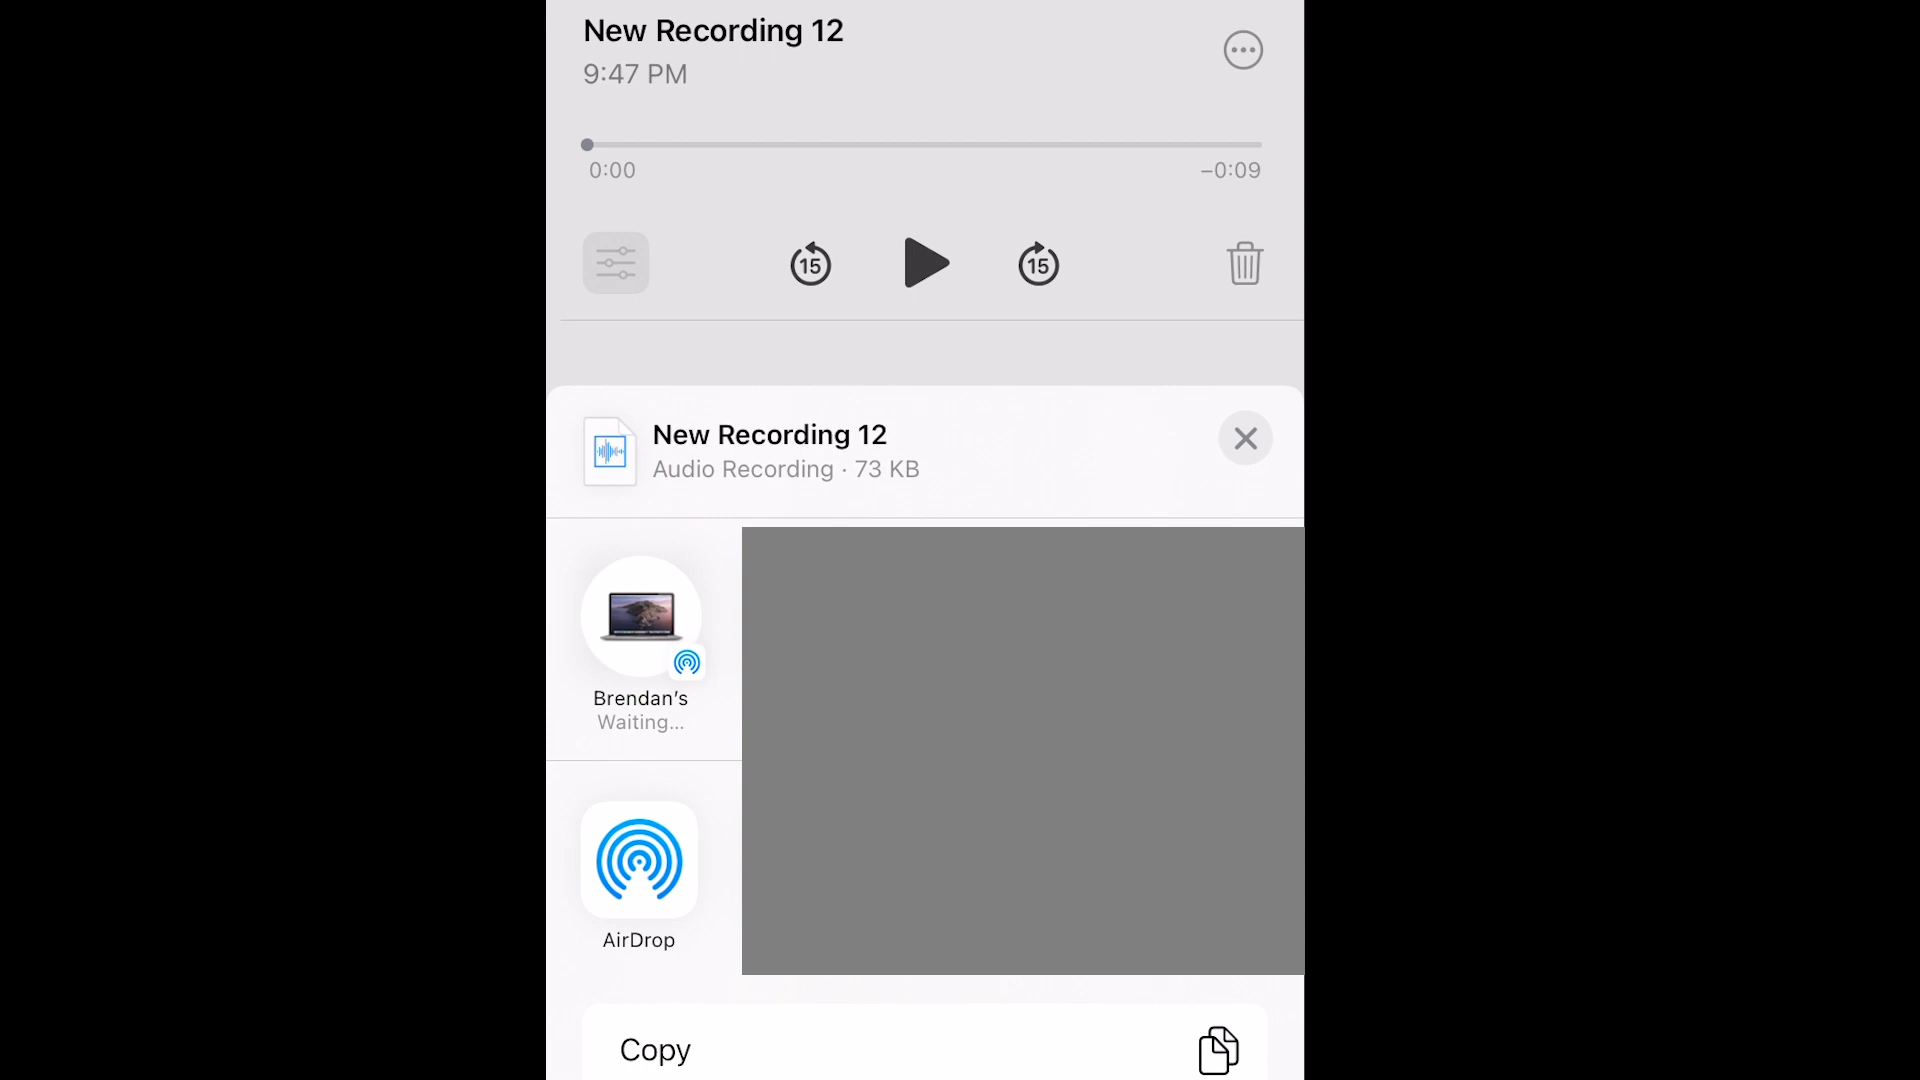 New Recording 12
9:47 PM
0:00
–0:09
15
15
New Recording 12
Audio Recording · 73 KB
Brendan’s
Waiting...
AirDrop
Copy